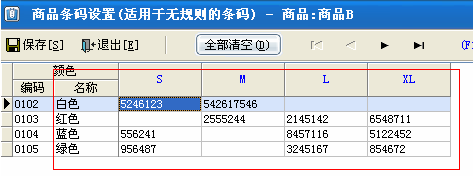 商品条码设置(适用于无规则的条码) - 商品:商品B
保存[S] 退出[E] 全部清空(D) (F
颜色 S M L XL
编码 名称
0102 白色 5246123 542617546
0103 红色 2555244 2145142 6548711
0104 蓝色 556241 8457116 5122452
0105 绿色 956487 3245167 854672